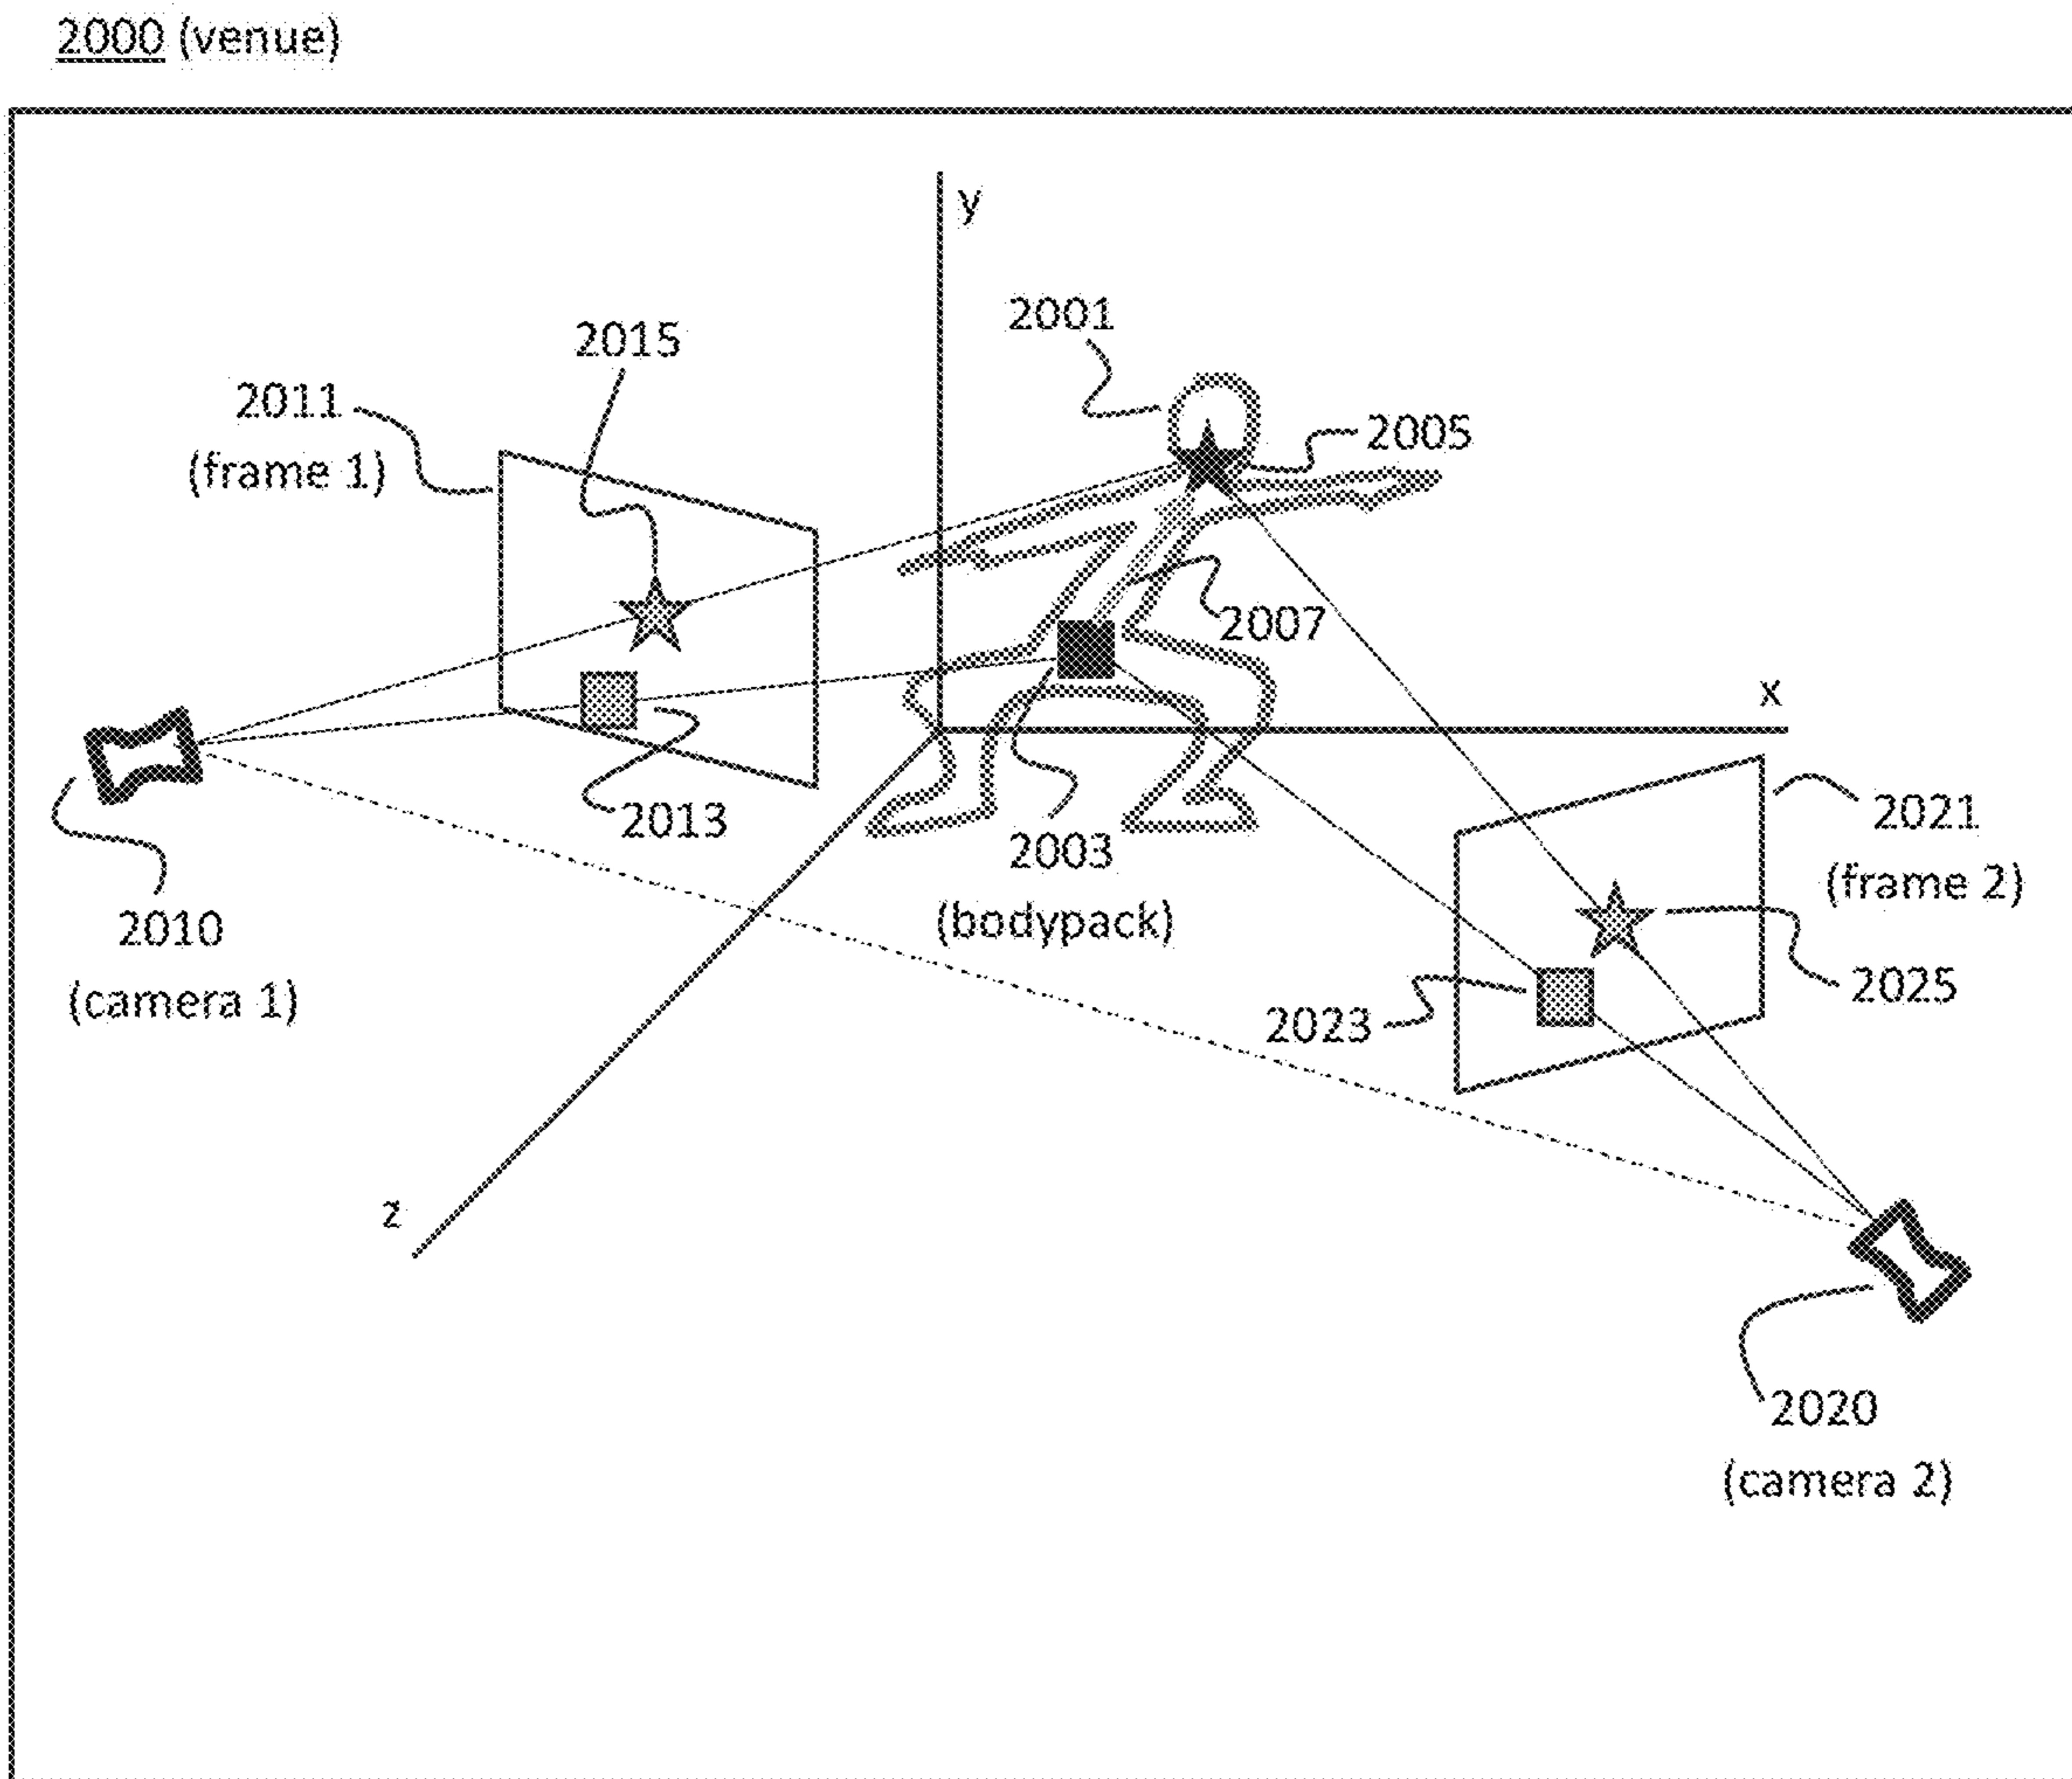 2000 (venue)
y
2001
2015
2011
(frame 1)
2005
2007
x
2013
2003
(bodypack)
2021
(frame 2)
2010
(camera 1)
2025
2023
z
2020
(camera 2)